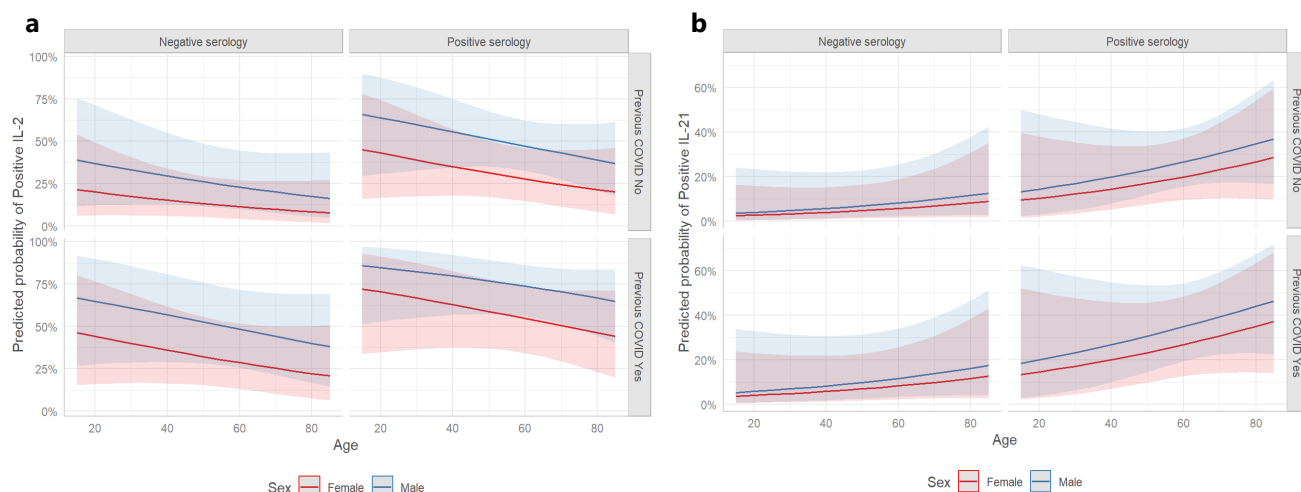 a
Negative serology
Positive serology
Predicted probability of Positive IL-2
100%
75%
50%
25%
0%
Previous COVID No
100%
75%
50%
25%
0%
Previous COVID Yes
20 40 60 80
20 40 60 80
Age
Sex Female Male
b
Negative serology
Positive serology
Predicted probability of Positive IL-21
60%
40%
20%
0%
Previous COVID No
60%
40%
20%
0%
Previous COVID Yes
20 40 60 80
20 40 60 80
Age
Sex Female Male